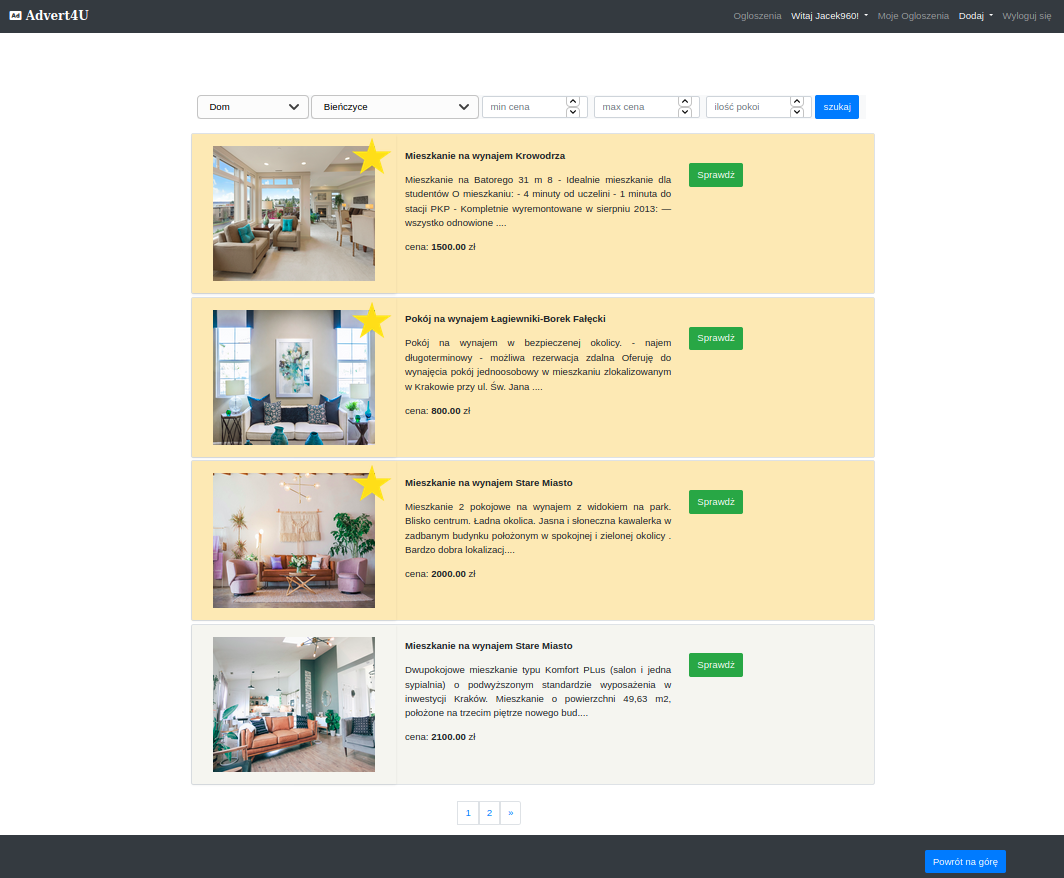 Ad Advert4U
Ogloszenia Witaj Jacek960! Moje Ogloszenia Dodaj Wyloguj się
Dom Bieńczyce min cena max cena ilość pokoi szukaj
Mieszkanie na wynajem Krowodrza
Mieszkanie na Batorego 31 m 8 - Idealnie mieszkanie dla
studentów O mieszkaniu: - 4 minuty od uczelini - 1 minuta do
stacji PKP - Kompletnie wyremontowane w sierpniu 2013: —
wszystko odnowione ....
cena: 1500.00 zł
Sprawdź
Pokój na wynajem Łagiewniki-Borek Fałęcki
Pokój na wynajem w bezpieczenej okolicy. - najem
długoterminowy - możliwa rezerwacja zdalna Oferuję do
wynajęcia pokój jednoosobowy w mieszkaniu zlokalizowanym
w Krakowie przy ul. Św. Jana ....
cena: 800.00 zł
Sprawdź
Mieszkanie na wynajem Stare Miasto
Mieszkanie 2 pokojowe na wynajem z widokiem na park.
Blisko centrum. Ładna okolica. Jasna i słoneczna kawalerka w
zadbanym budynku położonym w spokojnej i zielonej okolicy .
Bardzo dobra lokalizacj....
cena: 2000.00 zł
Sprawdź
Mieszkanie na wynajem Stare Miasto
Dwupokojowe mieszkanie typu Komfort PLus (salon i jedna
sypialnia) o podwyższonym standardzie wyposażenia w
inwestycji Kraków. Mieszkanie o powierzchni 49,63 m2,
położone na trzecim piętrze nowego bud....
cena: 2100.00 zł
Sprawdź
1 2 »
Powrót na górę